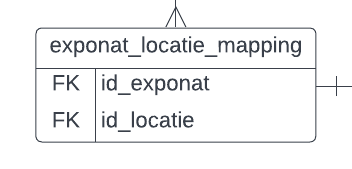 exponat_locatie_mapping
FK id_exponat
FK id_locatie